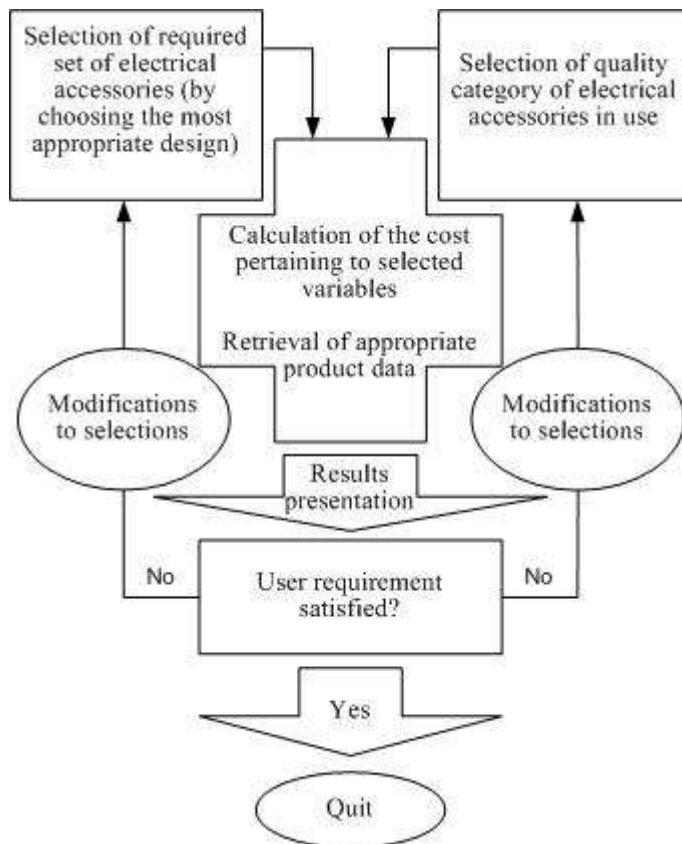 Selection of required
set of electrical
accessories (by
choosing the most
appropriate design)
Selection of quality
category of electrical
accessories in use
Calculation of the cost
pertaining to selected
variables
Retrieval of appropriate
product data
Modifications
to selections
Modifications
to selections
Results
presentation
No
User requirement
satisfied?
No
Yes
Quit